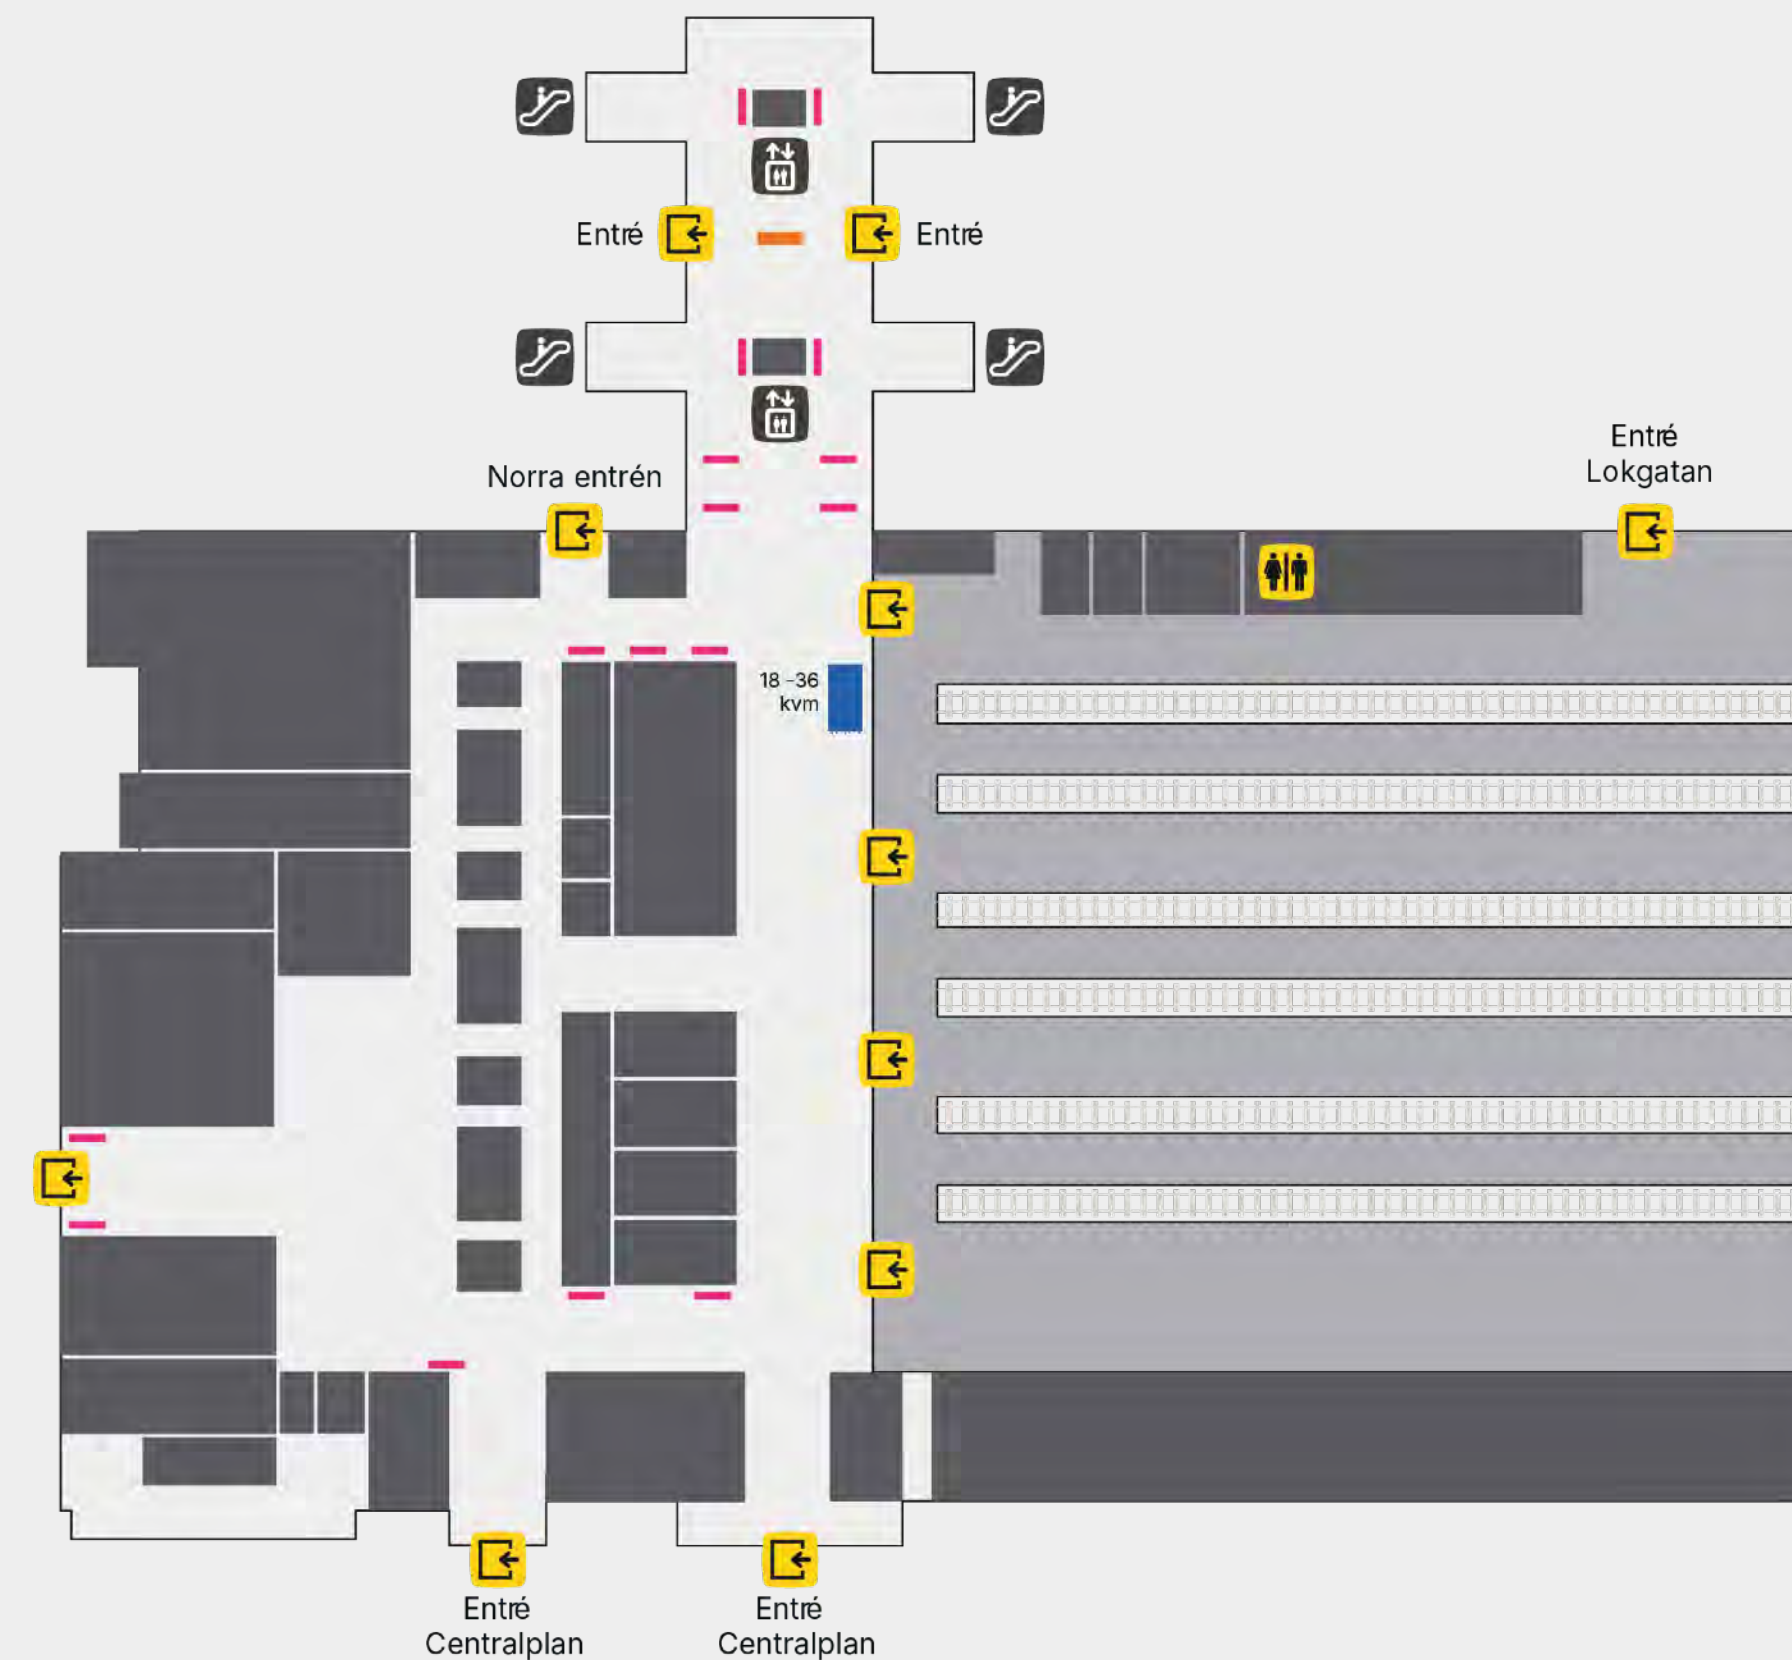 Entré
Entré
Entré
Lokgatan
Norra entrén
18 –36
kvm
Entré
Centralplan
Entré
Centralplan